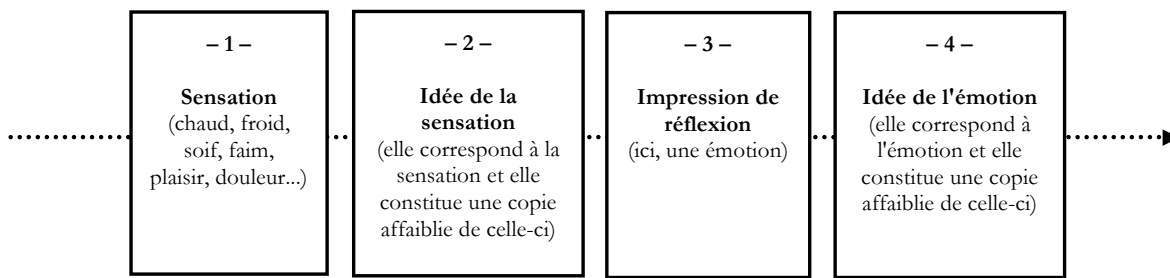 – 1 –
Sensation
(chaud, froid,
soif, faim,
plaisir, douleur...)
– 2 –
Idée de la
sensation
(elle correspond à la
sensation et elle
constitue une copie
affaiblie de celle-ci)
– 3 –
Impression de
réflexion
(ici, une émotion)
– 4 –
Idée de l'émotion
(elle correspond à
l'émotion et elle
constitue une copie
affaiblie de celle-ci)